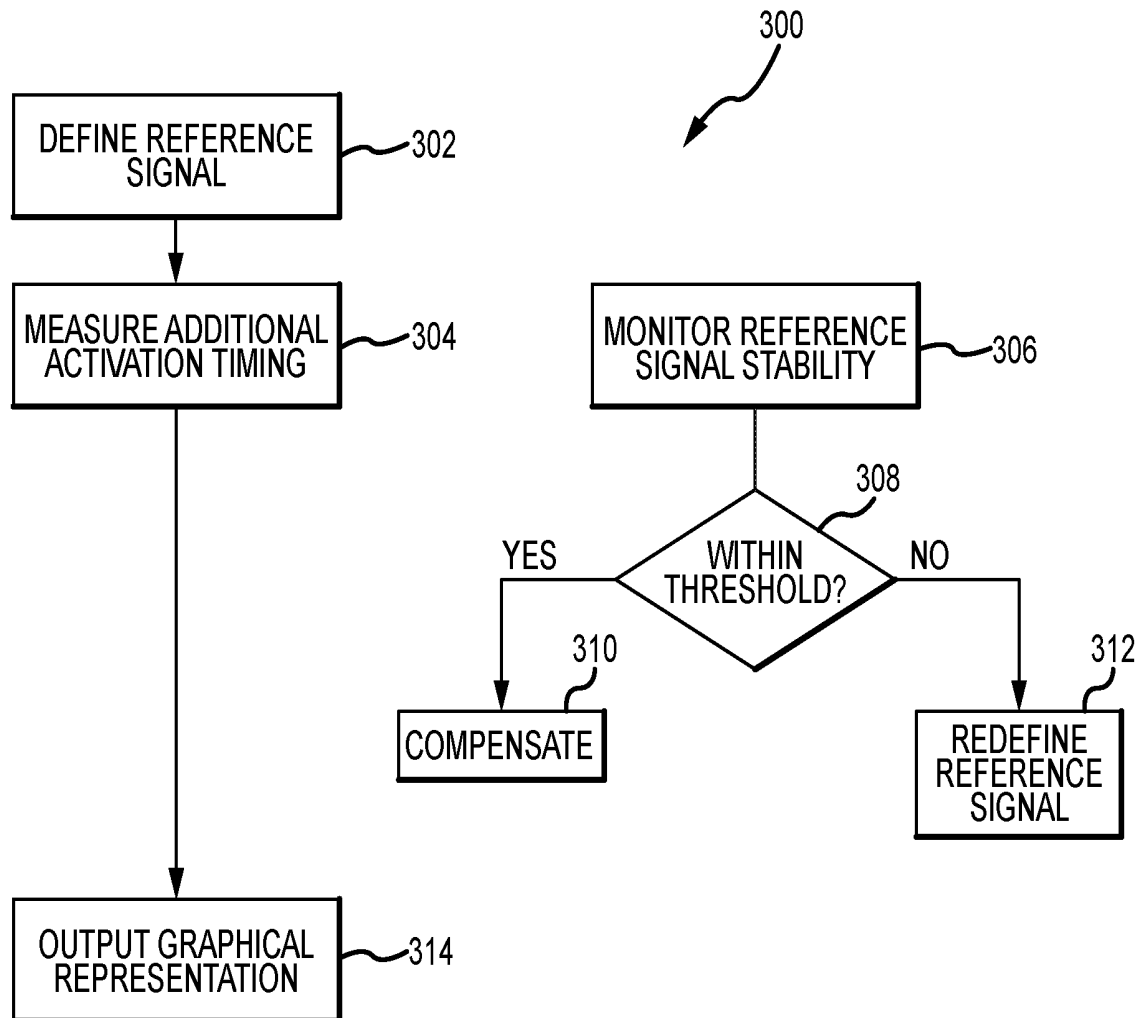 300
DEFINE REFERENCE
SIGNAL
302
MEASURE ADDITIONAL
ACTIVATION TIMING
304
MONITOR REFERENCE
SIGNAL STABILITY
306
308
YES
WITHIN
THRESHOLD?
NO
310
COMPENSATE
312
REDEFINE
REFERENCE
SIGNAL
OUTPUT GRAPHICAL
REPRESENTATION
314